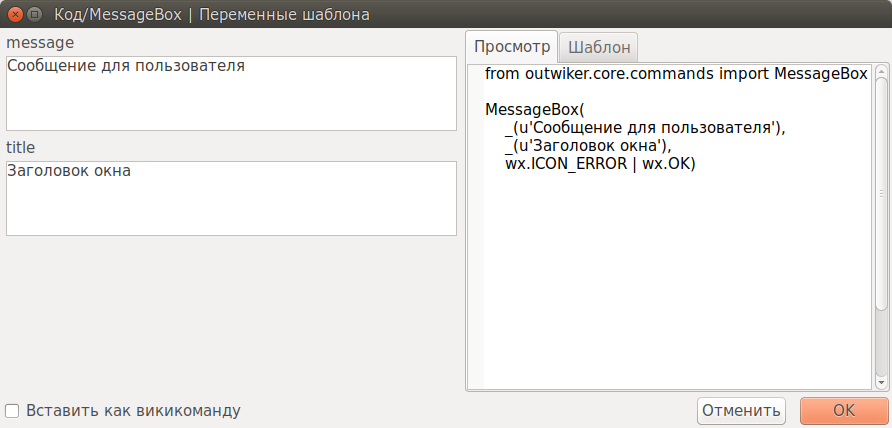 Код/MessageBox | Переменные шаблона
message
Сообщение для пользователя
title
Заголовок окна
Просмотр
Шаблон
from outwiker.core.commands import MessageBox
MessageBox(
_(u'Сообщение для пользователя'),
_(u'Заголовок окна'),
wx.ICON_ERROR | wx.OK)
Вставить как викикоманду
Отменить
OK